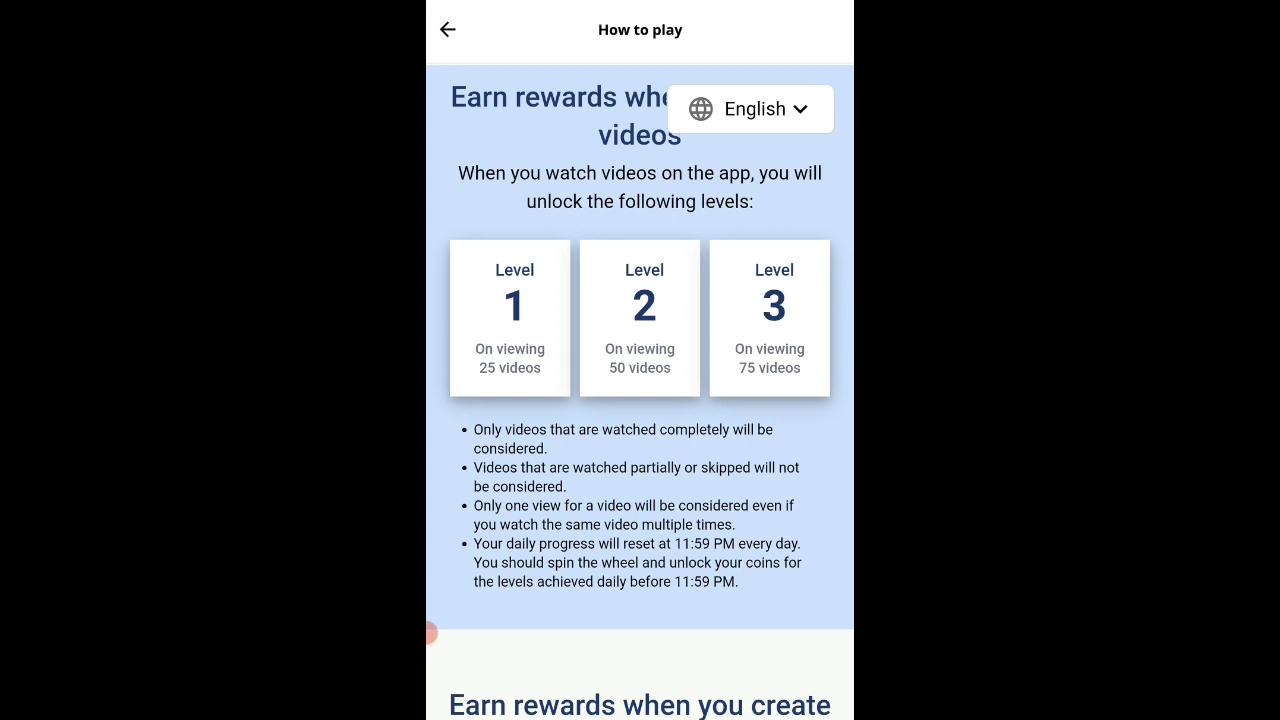 How to play
Earn rewards whe
English
videos
When you watch videos on the app, you will
unlock the following levels:
Level
1
On viewing
25 videos
Level
2
On viewing
50 videos
Level
3
On viewing
75 videos
• Only videos that are watched completely will be
considered.
• Videos that are watched partially or skipped will not
be considered.
• Only one view for a video will be considered even if
you watch the same video multiple times.
• Your daily progress will reset at 11:59 PM every day.
You should spin the wheel and unlock your coins for
the levels achieved daily before 11:59 PM.
Earn rewards when you create